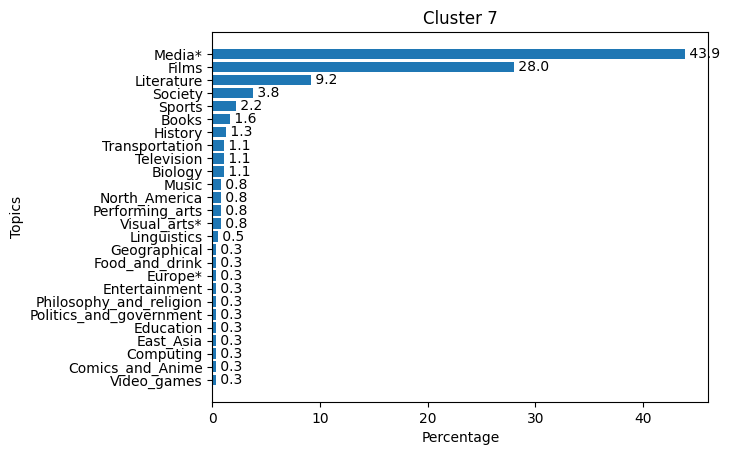 Cluster 7
Topics
Media* 43.9
Films 28.0
Literature 9.2
Society 3.8
Sports 2.2
Books 1.6
History 1.3
Transportation 1.1
Television 1.1
Biology 1.1
Music 0.8
North_America 0.8
Performing_arts 0.8
Visual_arts* 0.8
Linguistics 0.5
Geographical 0.3
Food_and_drink 0.3
Europe* 0.3
Entertainment 0.3
Philosophy_and_religion 0.3
Politics_and_government 0.3
Education 0.3
East_Asia 0.3
Computing 0.3
Comics_and_Anime 0.3
Video_games 0.3
0 10 20 30 40
Percentage